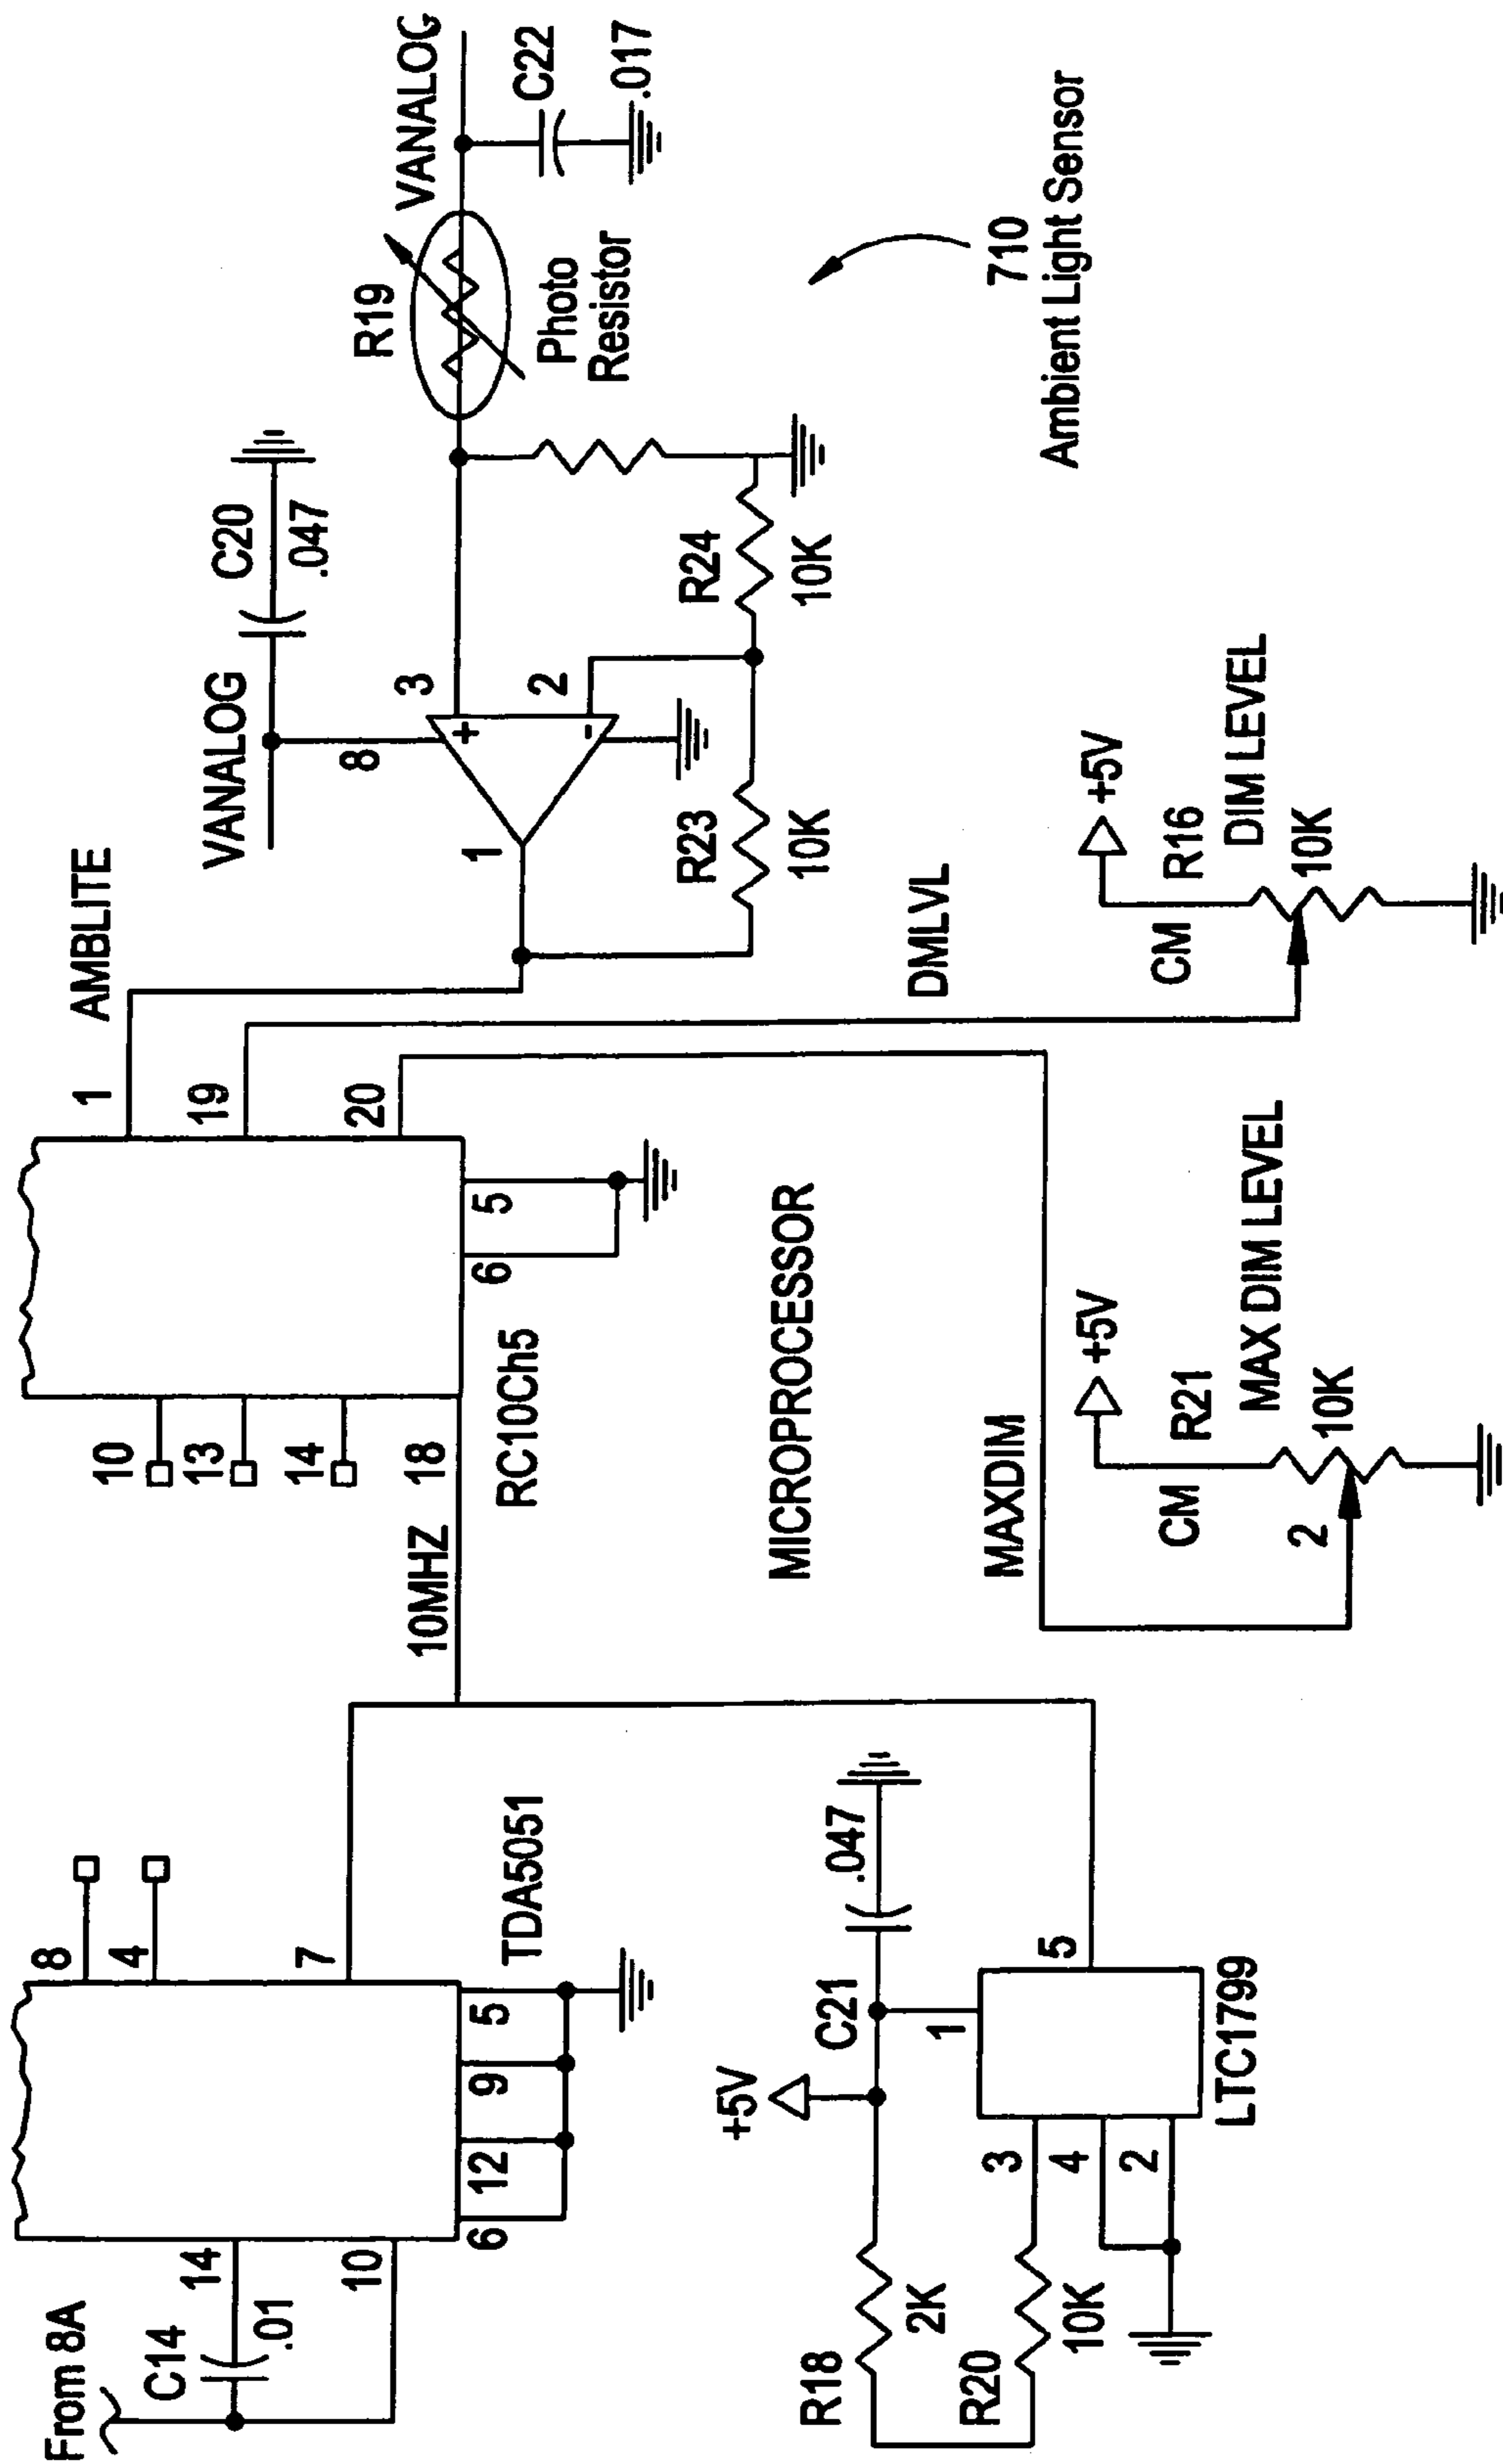 From 8A
C14
.01
14
10
8
4
7
6
12
9
5
TDA5051
10MHZ
10
13
14
18
1
19
20
6
5
RC10Ch5
MICROPROCESSOR
AMBLITE
VANALOG
C20
.047
8
3
2
1
+
-
R23
10K
R24
10K
R19
Photo
Resistor
VANALOG
C22
.017
710
Ambient Light Sensor
+5V
R18
2K
R20
10K
C21
.047
1
3
4
2
5
LTC1799
MAXDIM
+5V
CM
R21
MAX DIM LEVEL
10K
2
DMLVL
+5V
CM
R16
DIM LEVEL
10K